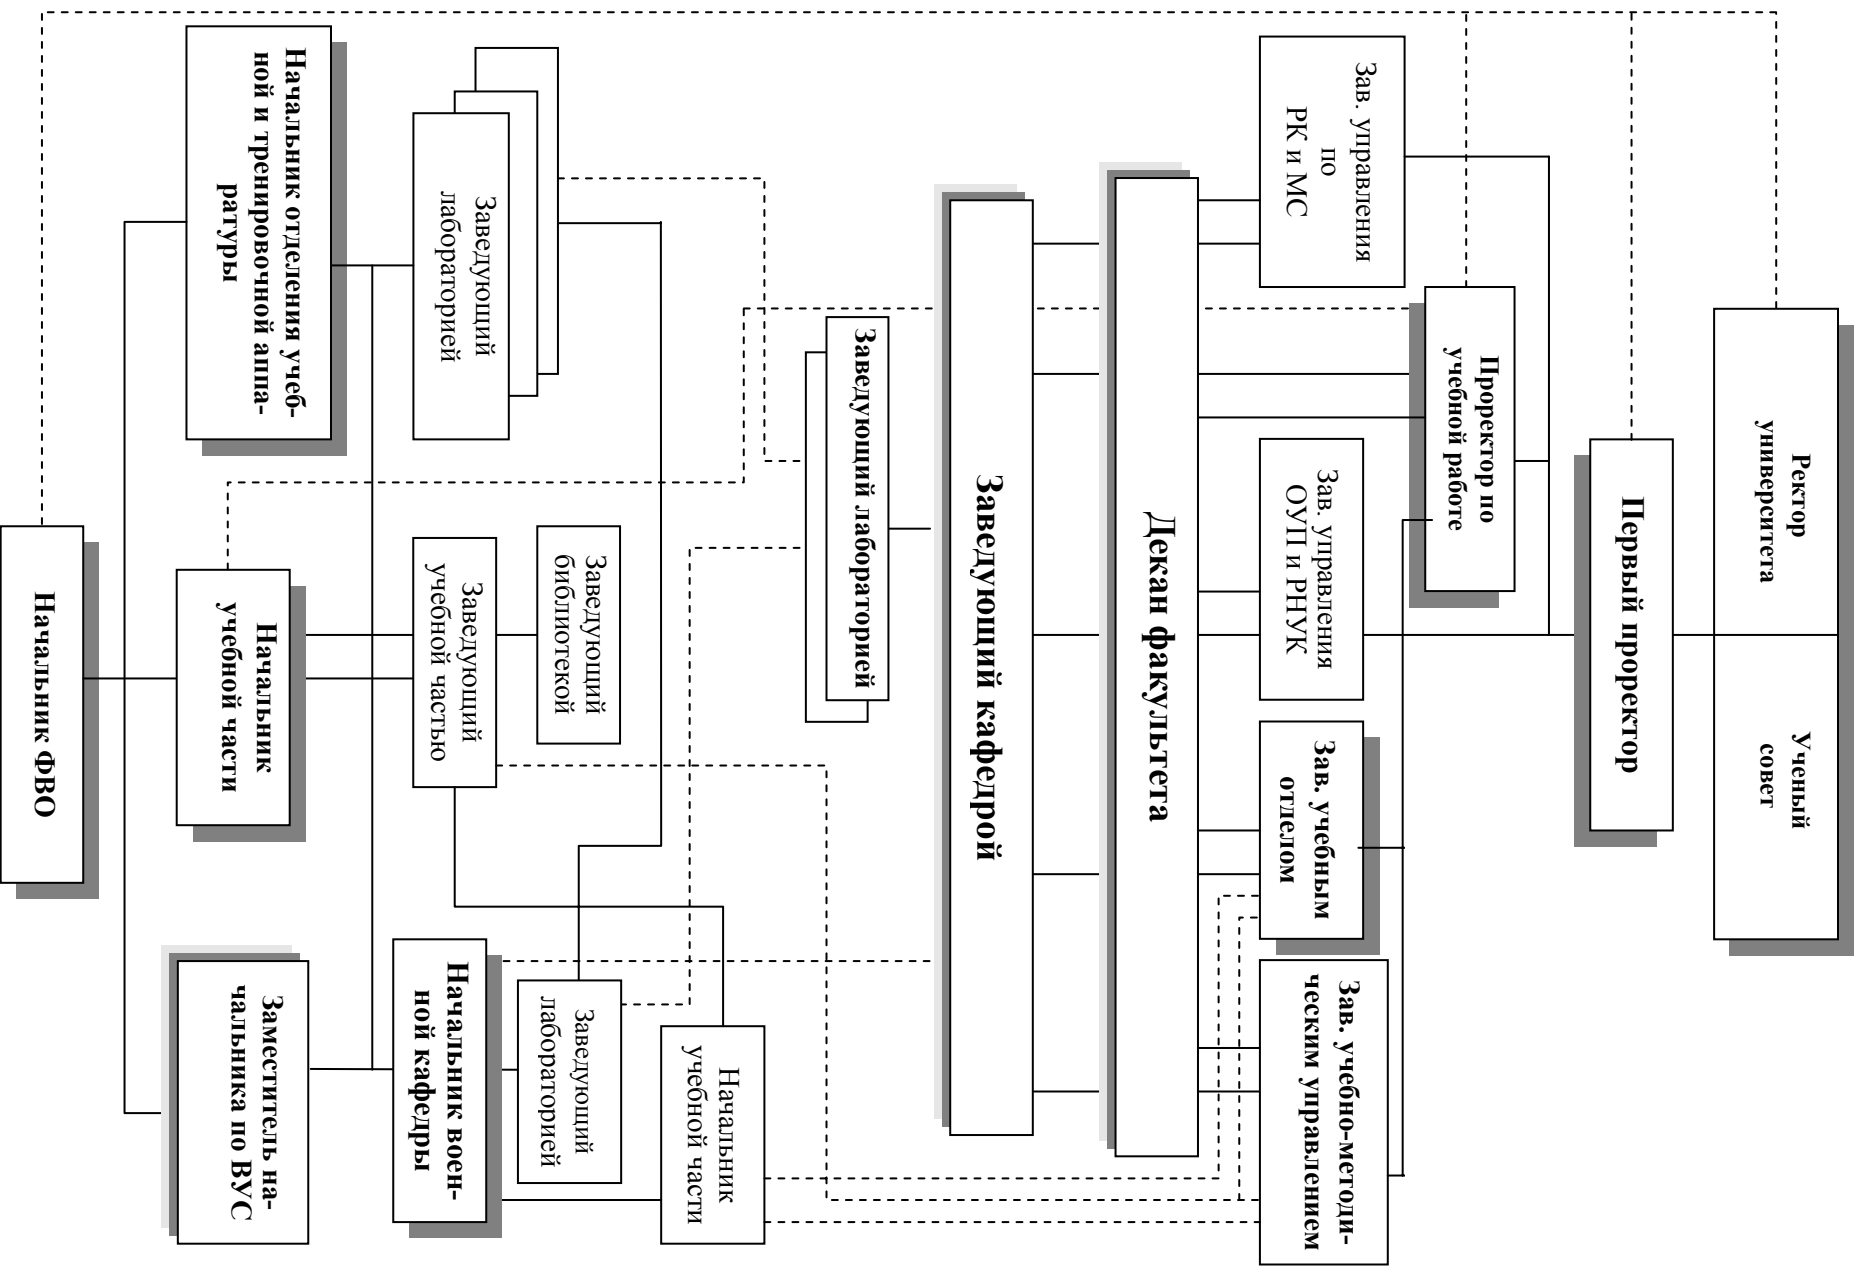 Ректор
университета
Ученый
совет
Первый проректор
Проректор по
учебной работе
Зав. управления
по
РК и МС
Зав. управления
ОУП и РНУК
Зав. учебным
отделом
Зав. учебно-методи-
ческим управлением
Декан факультета
Заведующий кафедрой
Заведующий лабораторией
Заведующий
лабораторией
Заведующий
библиотекой
Заведующий
учебной частью
Начальник
учебной части
Заведующий
лабораторией
Начальник воен-
ной кафедры
Начальник отделения учеб-
ной и тренировочной аппа-
ратуры
Начальник
учебной части
Заместитель на-
чальника по ВУС
Начальник ФВО